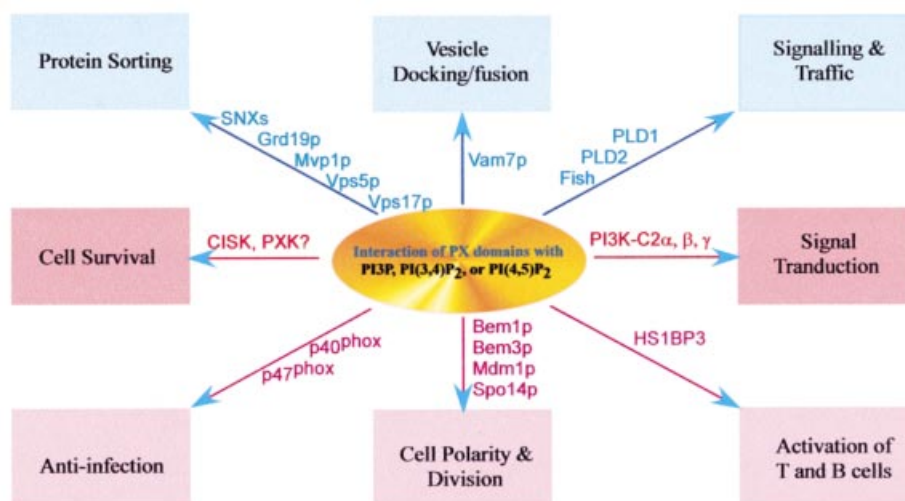 Protein Sorting
Vesicle
Docking/fusion
Signalling &
Traffic
SNXs
Grd19p
Mvp1p
Vps5p
Vps17p
Vam7p
PLD1
PLD2
Fish
Cell Survival
CISK, PXK?
Interaction of PX domains with
PI3P, PI(3,4)P₂, or PI(4,5)P₂
PI3K-C2α, β, γ
Signal
Tranduction
p40phox
p47phox
Bem1p
Bem3p
Mdm1p
Spo14p
HS1BP3
Anti-infection
Cell Polarity &
Division
Activation of
T and B cells